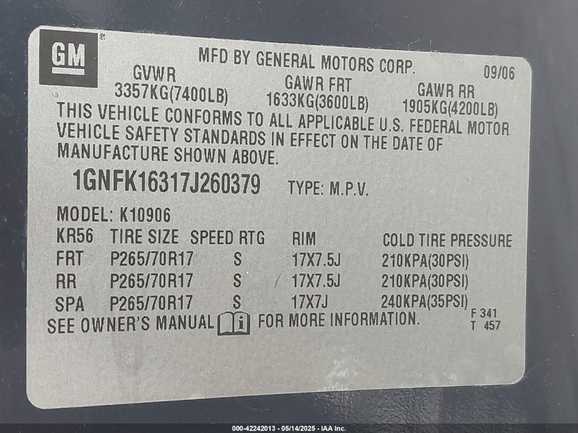 GM
MFD BY GENERAL MOTORS CORP. 09/06
GVWR GAWR FRT GAWR RR
3357KG(7400LB) 1633KG(3600LB) 1905KG(4200LB)
THIS VEHICLE CONFORMS TO ALL APPLICABLE U.S. FEDERAL MOTOR
VEHICLE SAFETY STANDARDS IN EFFECT ON THE DATE OF
MANUFACTURE SHOWN ABOVE.
1GNFK16317J260379 TYPE: M.P.V.
MODEL: K10906
KR56 TIRE SIZE SPEED RTG RIM COLD TIRE PRESSURE
FRT P265/70R17 S 17X7.5J 210KPA(30PSI)
RR P265/70R17 S 17X7.5J 210KPA(30PSI)
SPA P265/70R17 S 17X7J 240KPA(35PSI)
SEE OWNER'S MANUAL FOR MORE INFORMATION.
F 341
T 457
000-42242013 - 05/14/2025 - IAA Inc.